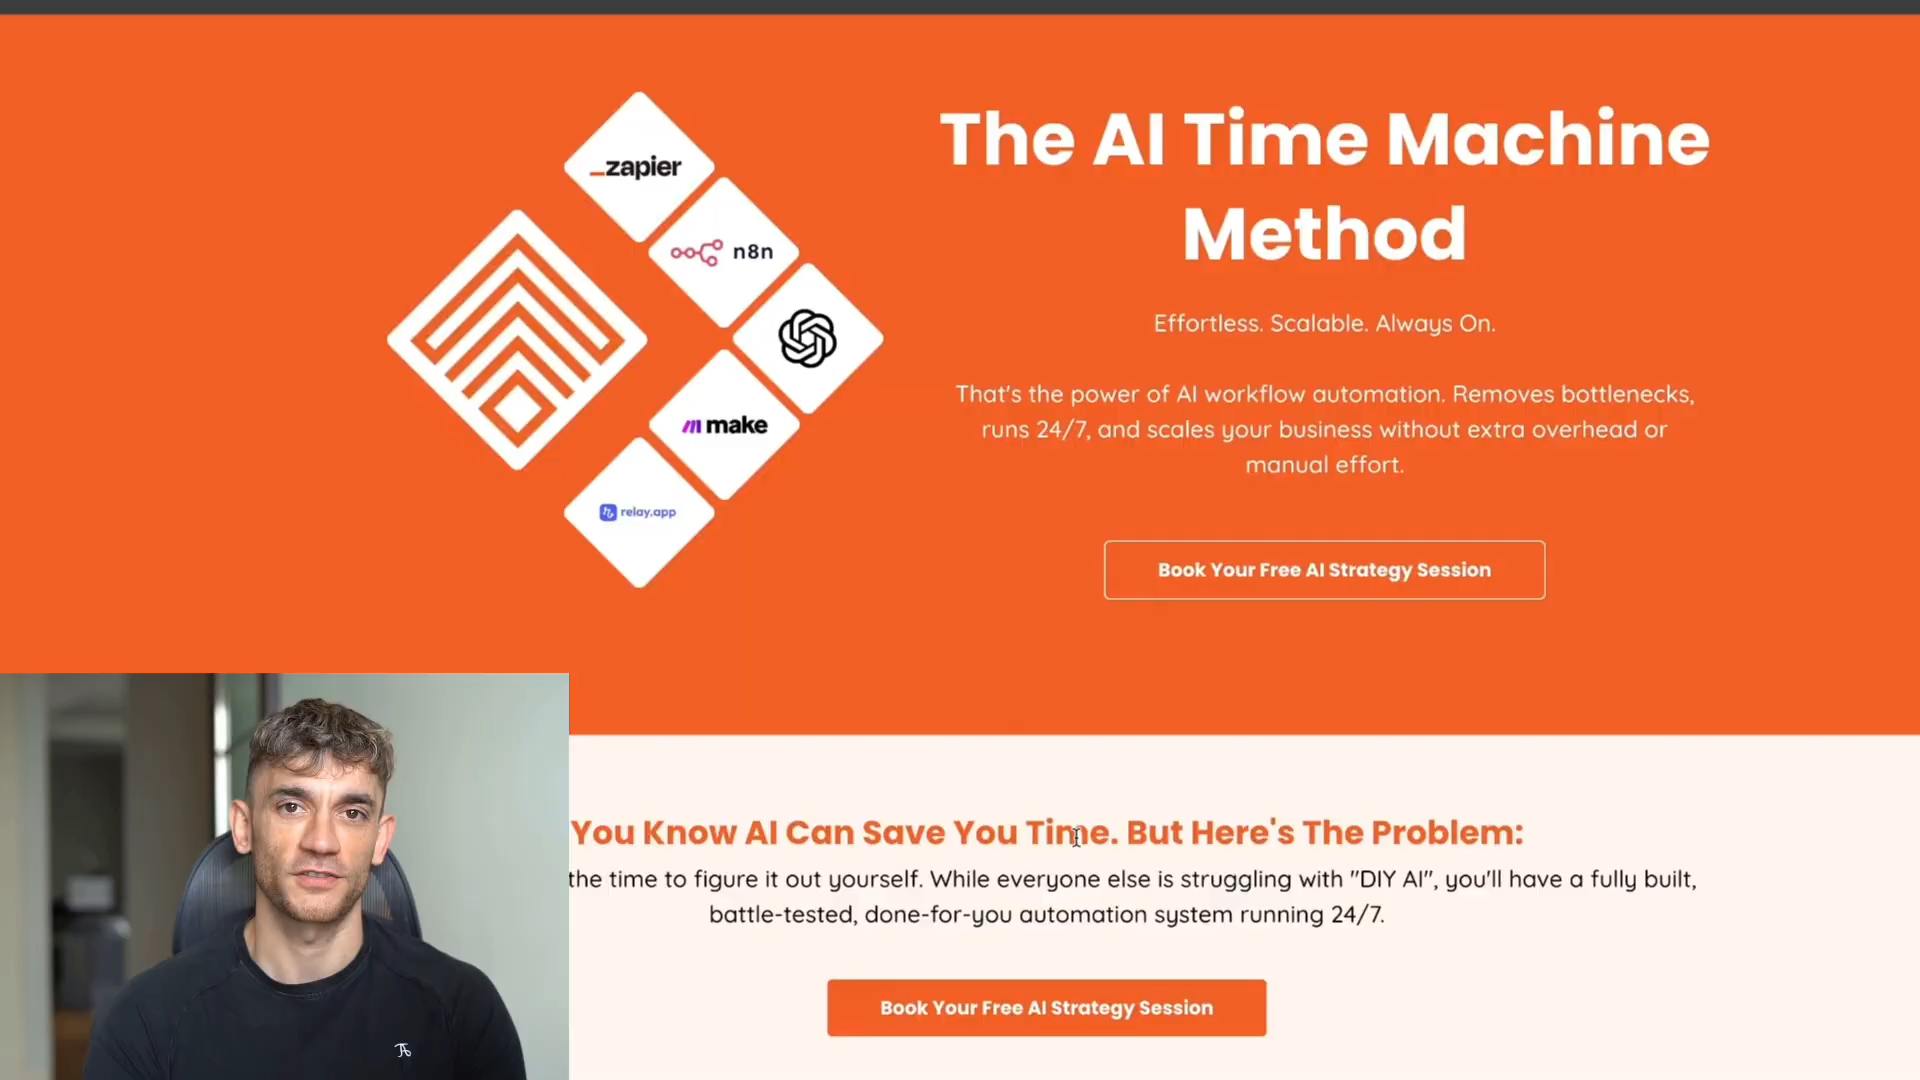 The AI Time Machine
Method
Effortless. Scalable. Always On.
That's the power of AI workflow automation. Removes bottlenecks,
runs 24/7, and scales your business without extra overhead or
manual effort.
Book Your Free AI Strategy Session
_zapier
n8n
make
relay.app
You Know AI Can Save You Time. But Here's The Problem:
the time to figure it out yourself. While everyone else is struggling with "DIY AI", you'll have a fully built,
battle-tested, done-for-you automation system running 24/7.
Book Your Free AI Strategy Session